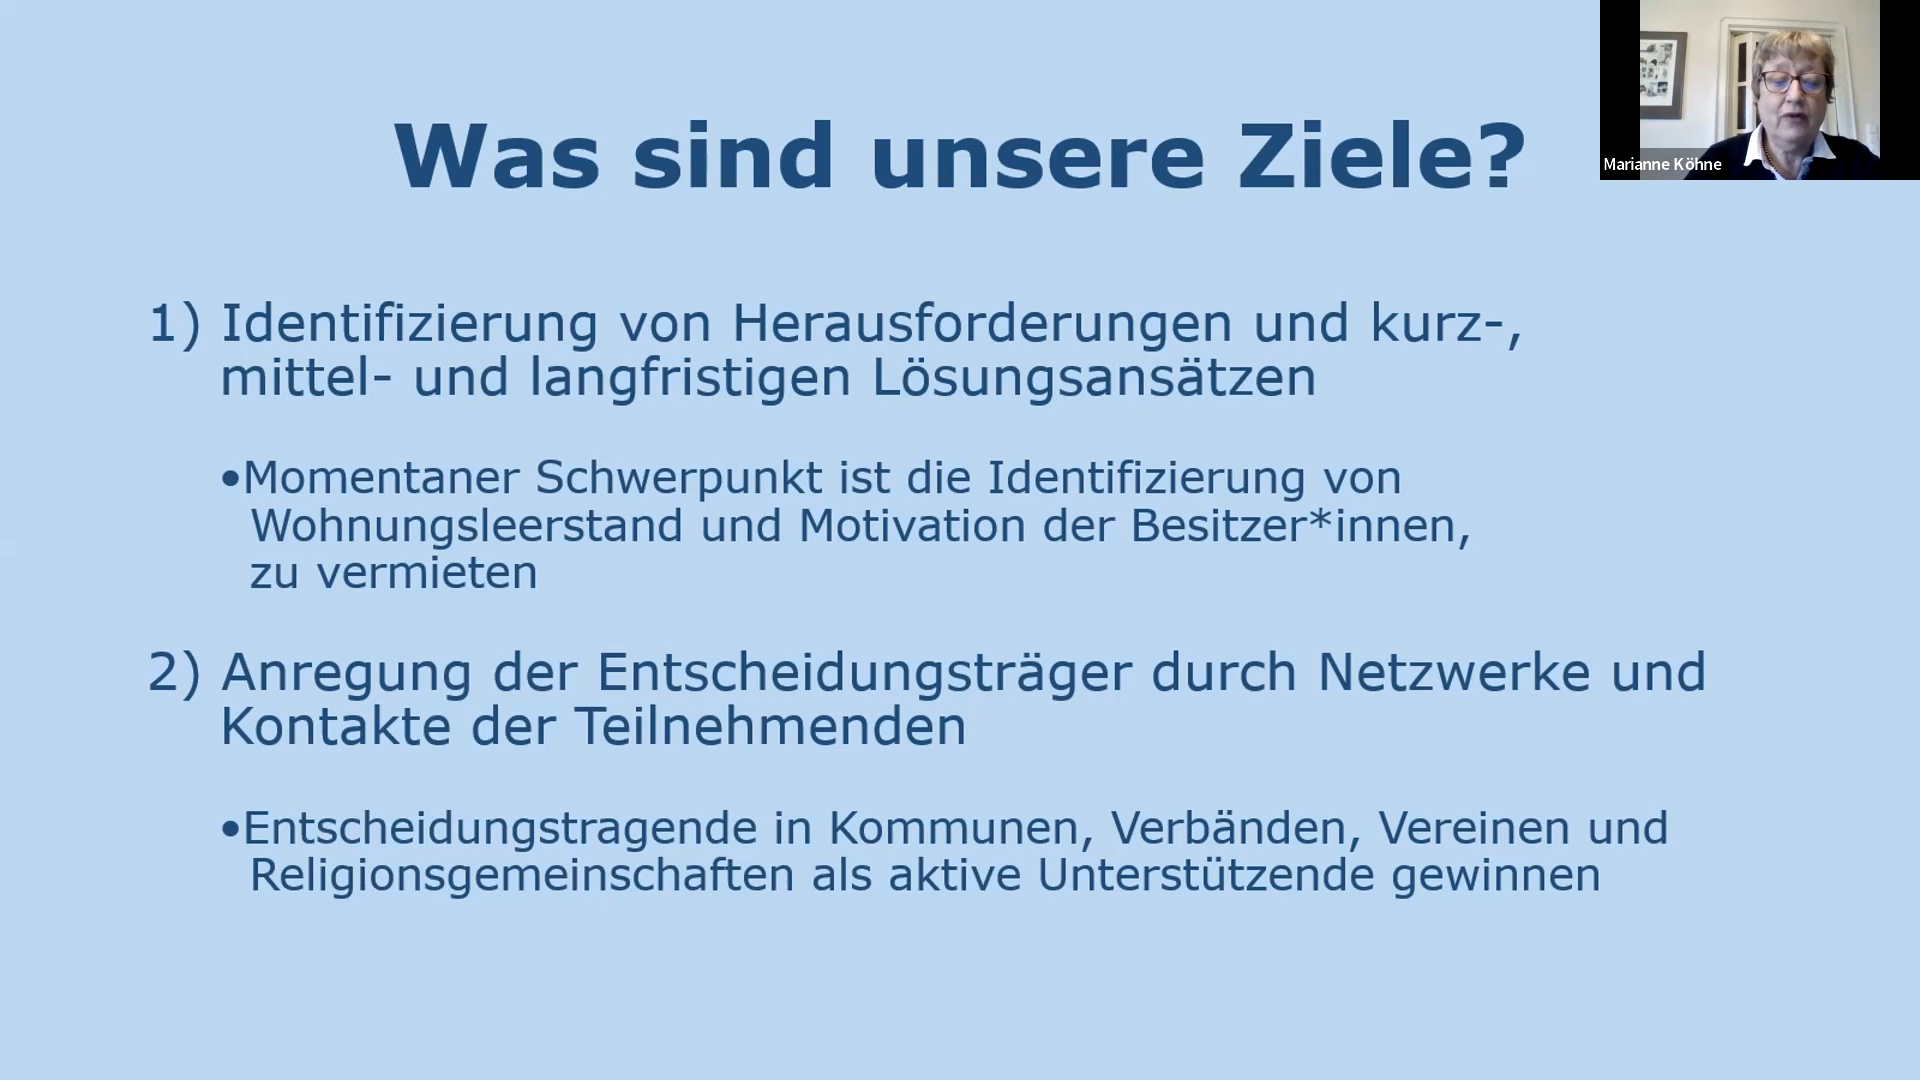 Was sind unsere Ziele?
Marianne Köhne
1) Identifizierung von Herausforderungen und kurz-,
mittel- und langfristigen Lösungsansätzen
•Momentaner Schwerpunkt ist die Identifizierung von
Wohnungsleerstand und Motivation der Besitzer*innen,
zu vermieten
2) Anregung der Entscheidungsträger durch Netzwerke und
Kontakte der Teilnehmenden
•Entscheidungstragende in Kommunen, Verbänden, Vereinen und
Religionsgemeinschaften als aktive Unterstützende gewinnen